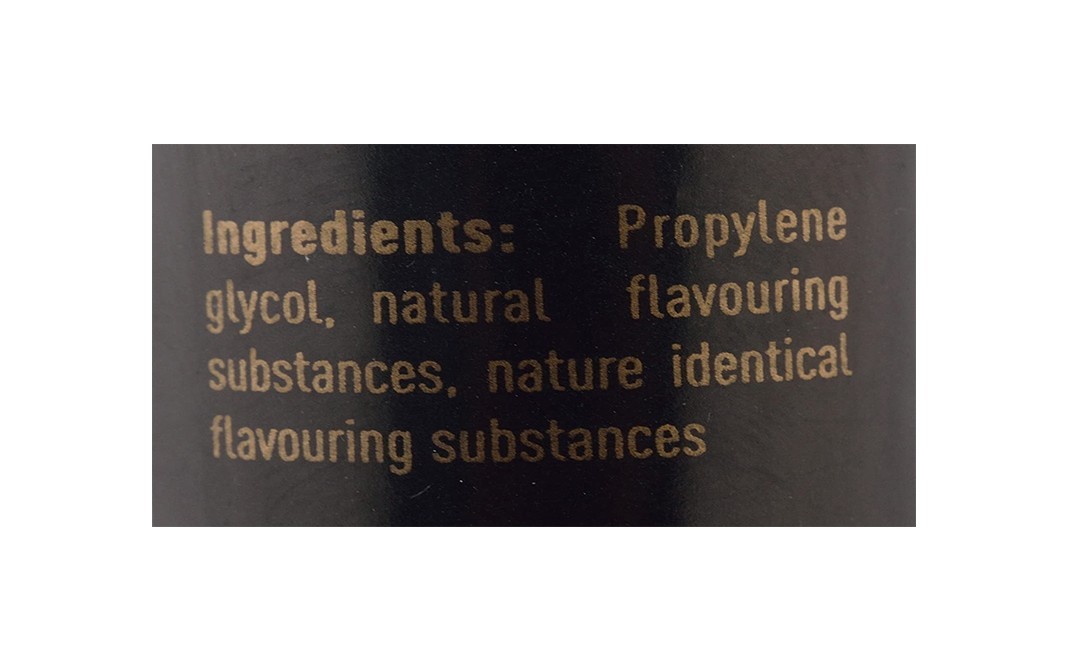 Ingredients: Propylene
glycol, natural flavouring
substances, nature identical
flavouring substances